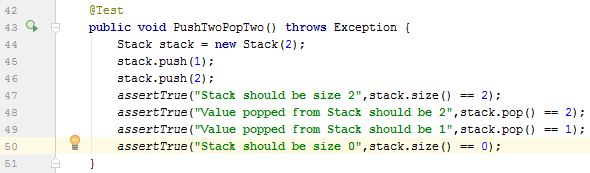 42 @Test
43 public void PushTwoPopTwo() throws Exception {
44 Stack stack = new Stack(2);
45 stack.push(1);
46 stack.push(2);
47 assertTrue("Stack should be size 2",stack.size() == 2);
48 assertTrue("Value popped from Stack should be 2",stack.pop() == 2);
49 assertTrue("Value popped from Stack should be 1",stack.pop() == 1);
50 assertTrue("Stack should be size 0",stack.size() == 0);
51 }